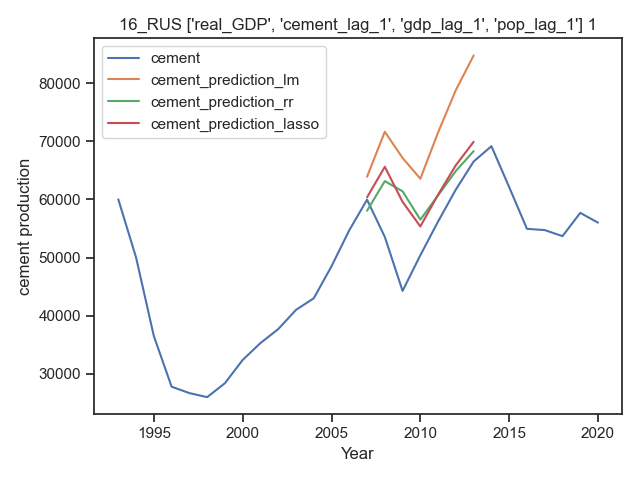 16_RUS ['real_GDP', 'cement_lag_1', 'gdp_lag_1', 'pop_lag_1'] 1
cement
cement_prediction_lm
cement_prediction_rr
cement_prediction_lasso
cement production
80000
70000
60000
50000
40000
30000
1995
2000
2005
2010
2015
2020
Year